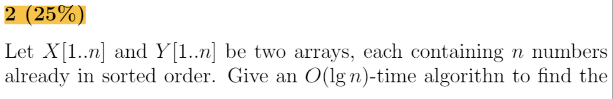 2 (25%)
Let X[1..n] and Y[1..n] be two arrays, each containing n numbers
already in sorted order. Give an O(lg n)-time algorithn to find the